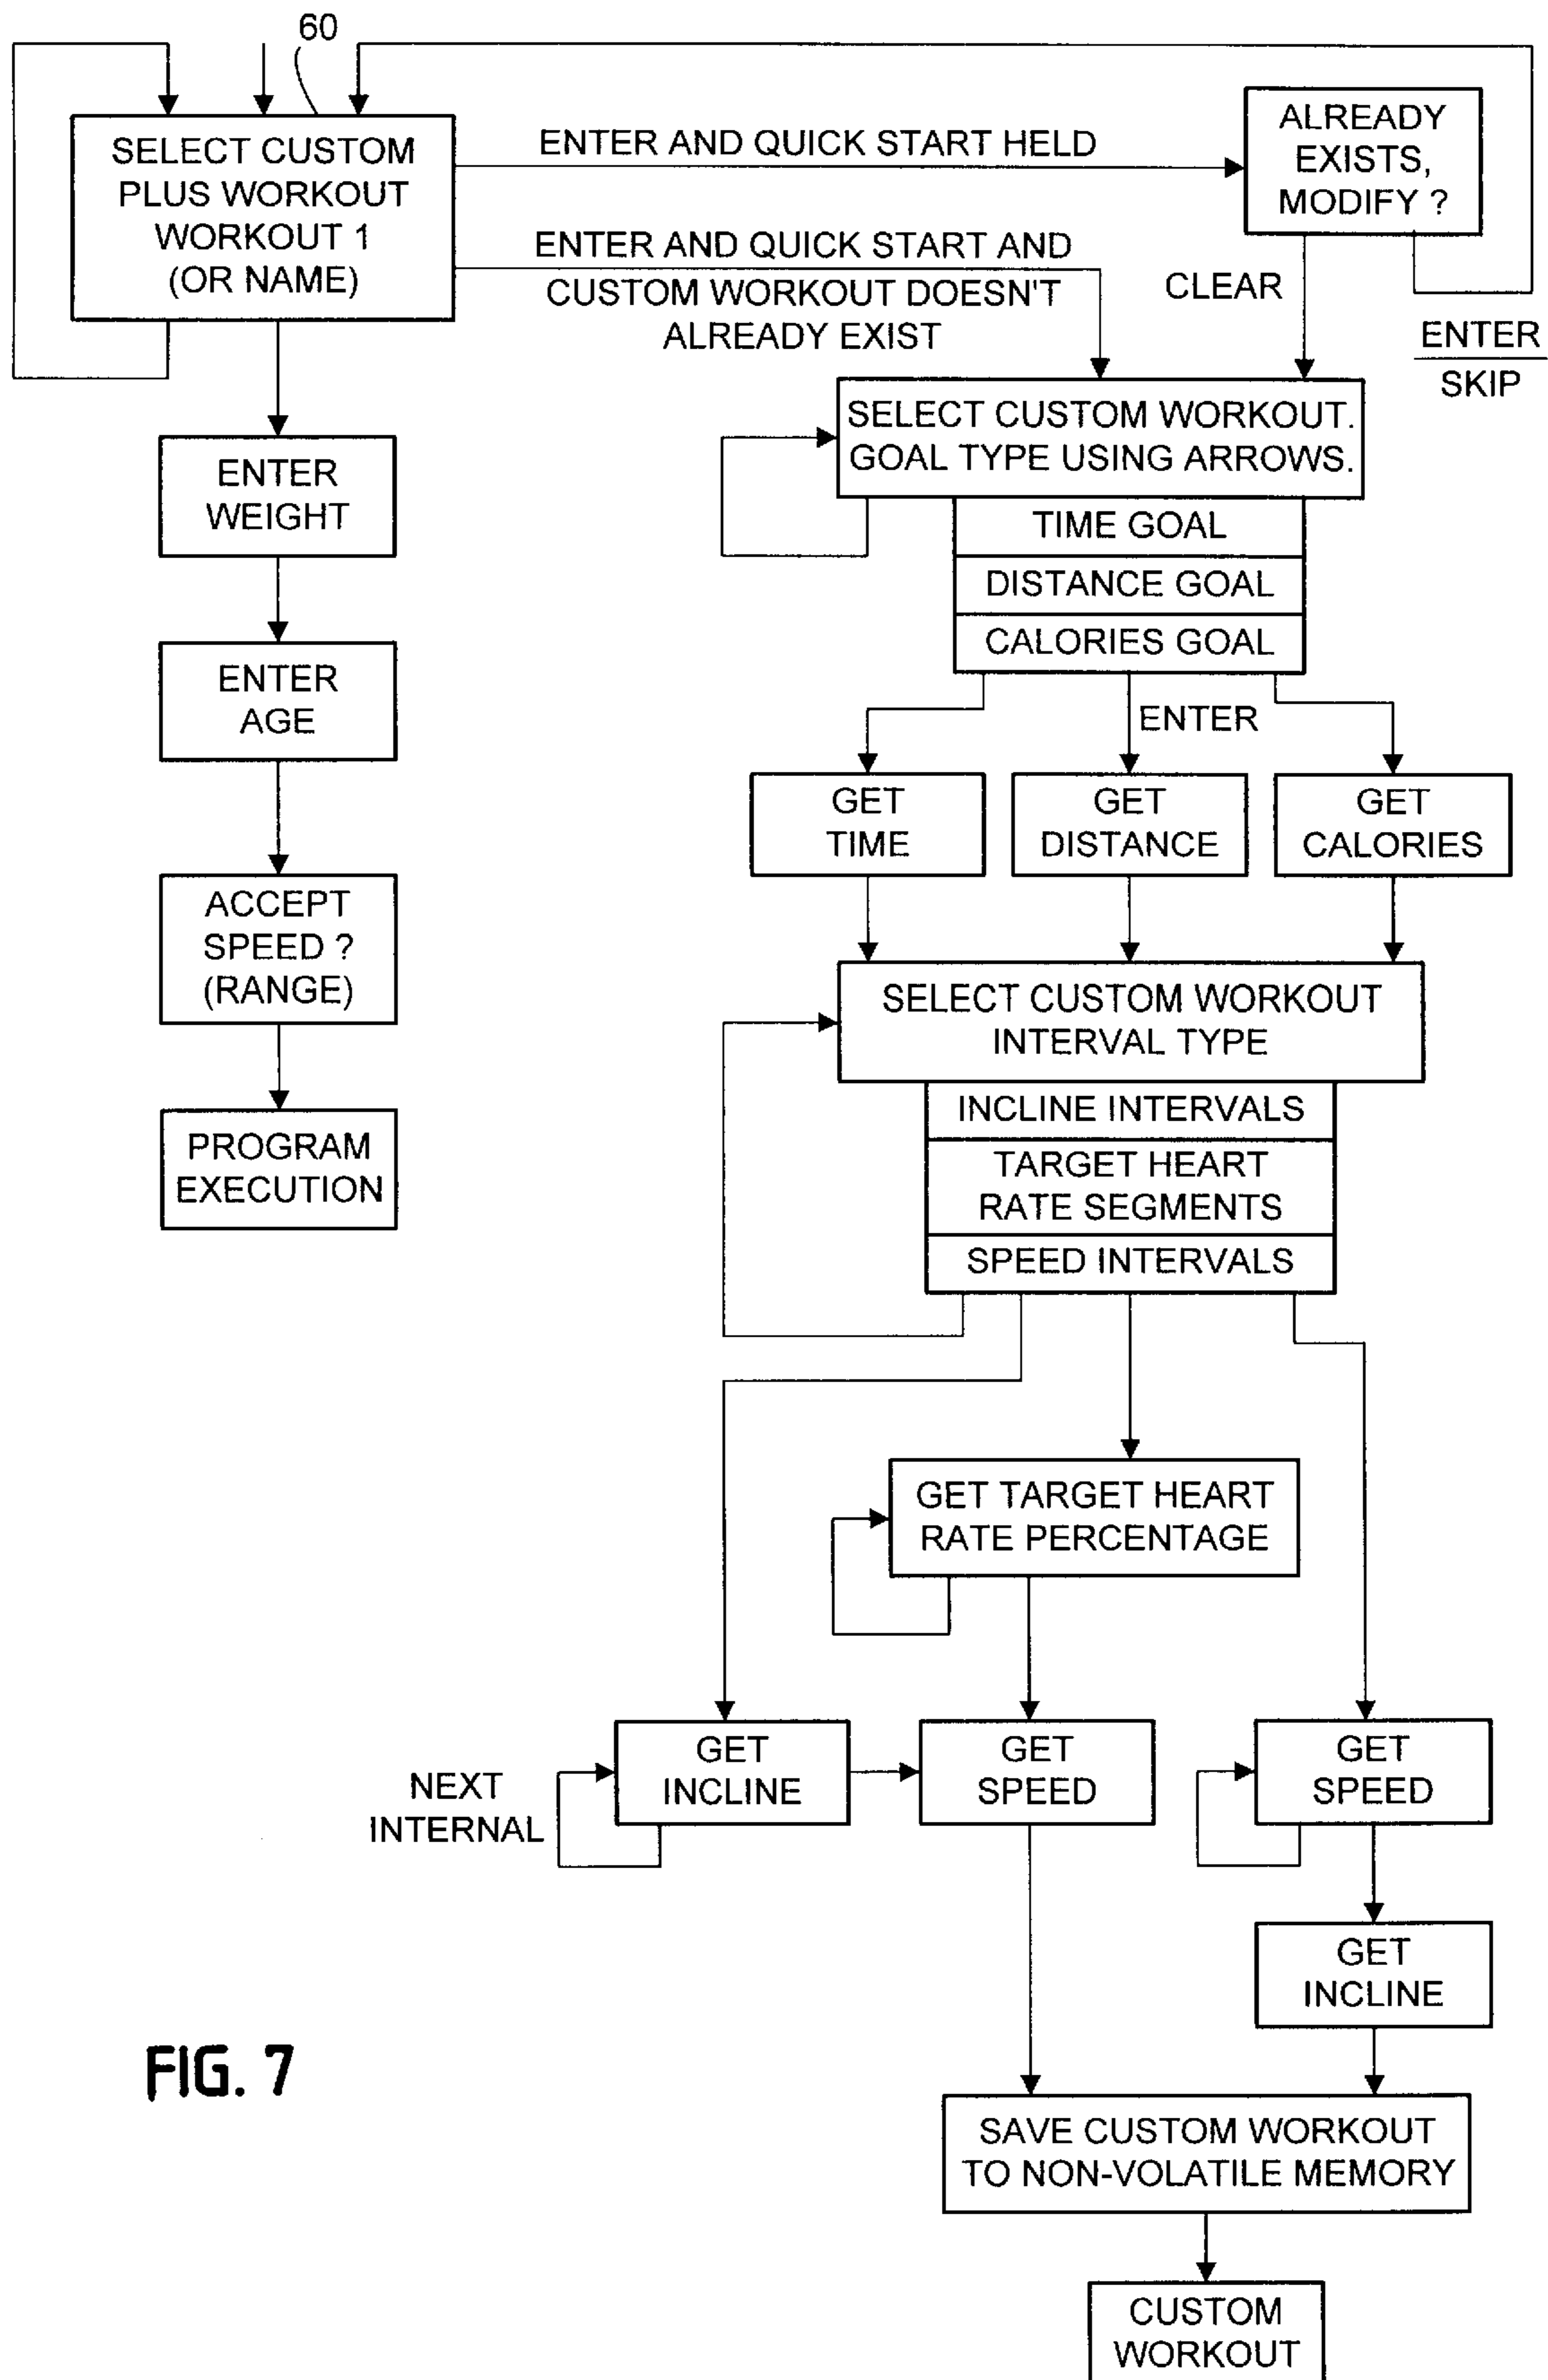 60
SELECT CUSTOM
PLUS WORKOUT
WORKOUT 1
(OR NAME)
ENTER AND QUICK START HELD
ALREADY
EXISTS,
MODIFY ?
ENTER AND QUICK START AND
CUSTOM WORKOUT DOESN'T
ALREADY EXIST
CLEAR
ENTER
SKIP
SELECT CUSTOM WORKOUT.
GOAL TYPE USING ARROWS.
TIME GOAL
DISTANCE GOAL
CALORIES GOAL
ENTER
WEIGHT
ENTER
AGE
ACCEPT
SPEED ?
(RANGE)
PROGRAM
EXECUTION
ENTER
GET
TIME
GET
DISTANCE
GET
CALORIES
SELECT CUSTOM WORKOUT
INTERVAL TYPE
INCLINE INTERVALS
TARGET HEART
RATE SEGMENTS
SPEED INTERVALS
GET TARGET HEART
RATE PERCENTAGE
NEXT
INTERNAL
GET
INCLINE
GET
SPEED
GET
SPEED
GET
INCLINE
SAVE CUSTOM WORKOUT
TO NON-VOLATILE MEMORY
CUSTOM
WORKOUT
FIG. 7